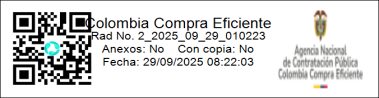 Colombia Compra Eficiente
Rad No. 2_2025_09_29_010223
Anexos: No Con copia: No
Fecha: 29/09/2025 08:22:03
Agencia Nacional
de Contratación Pública
Colombia Compra Eficiente